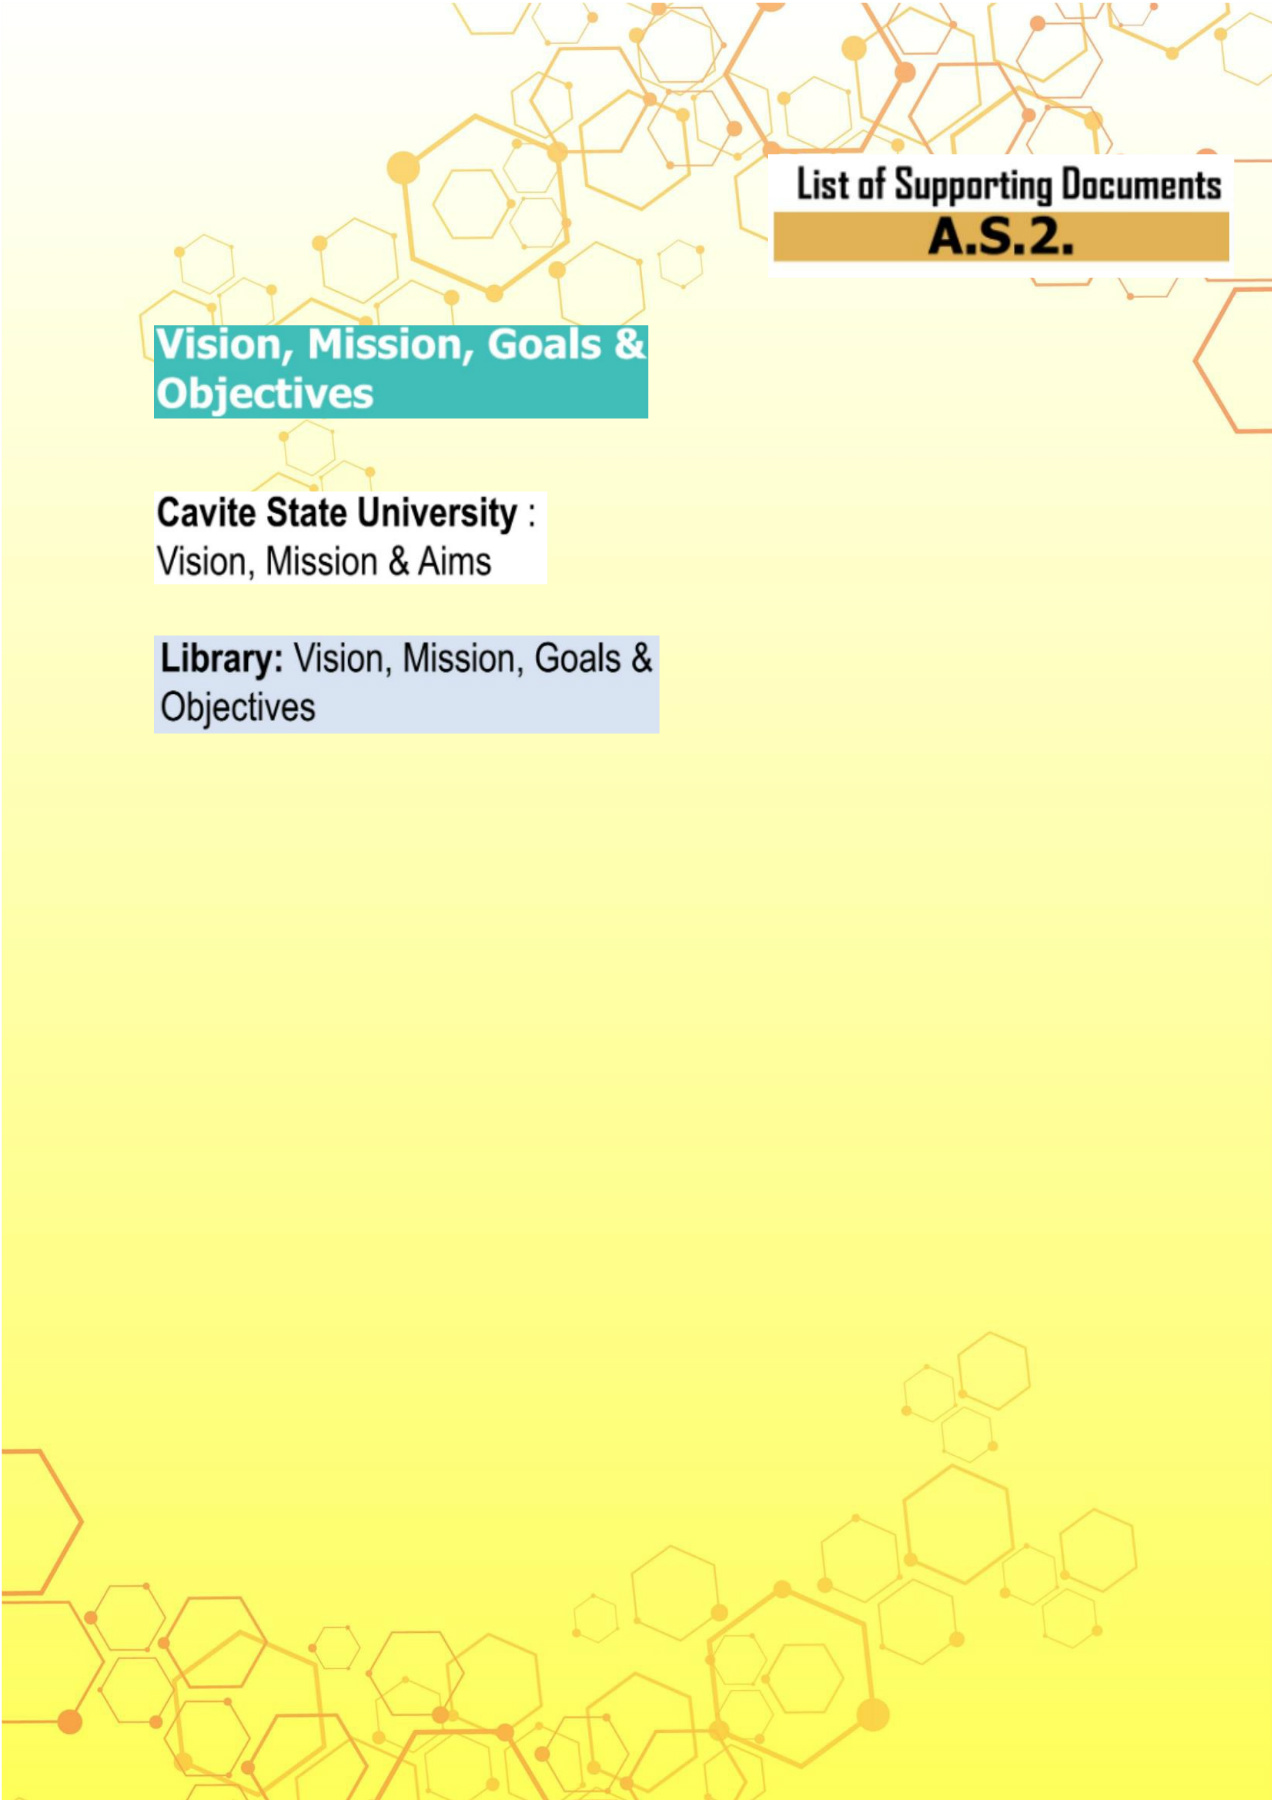 List of Supporting Documents
A.S.2.
Vision, Mission, Goals &
Objectives
Cavite State University :
Vision, Mission & Aims
Library: Vision, Mission, Goals &
Objectives